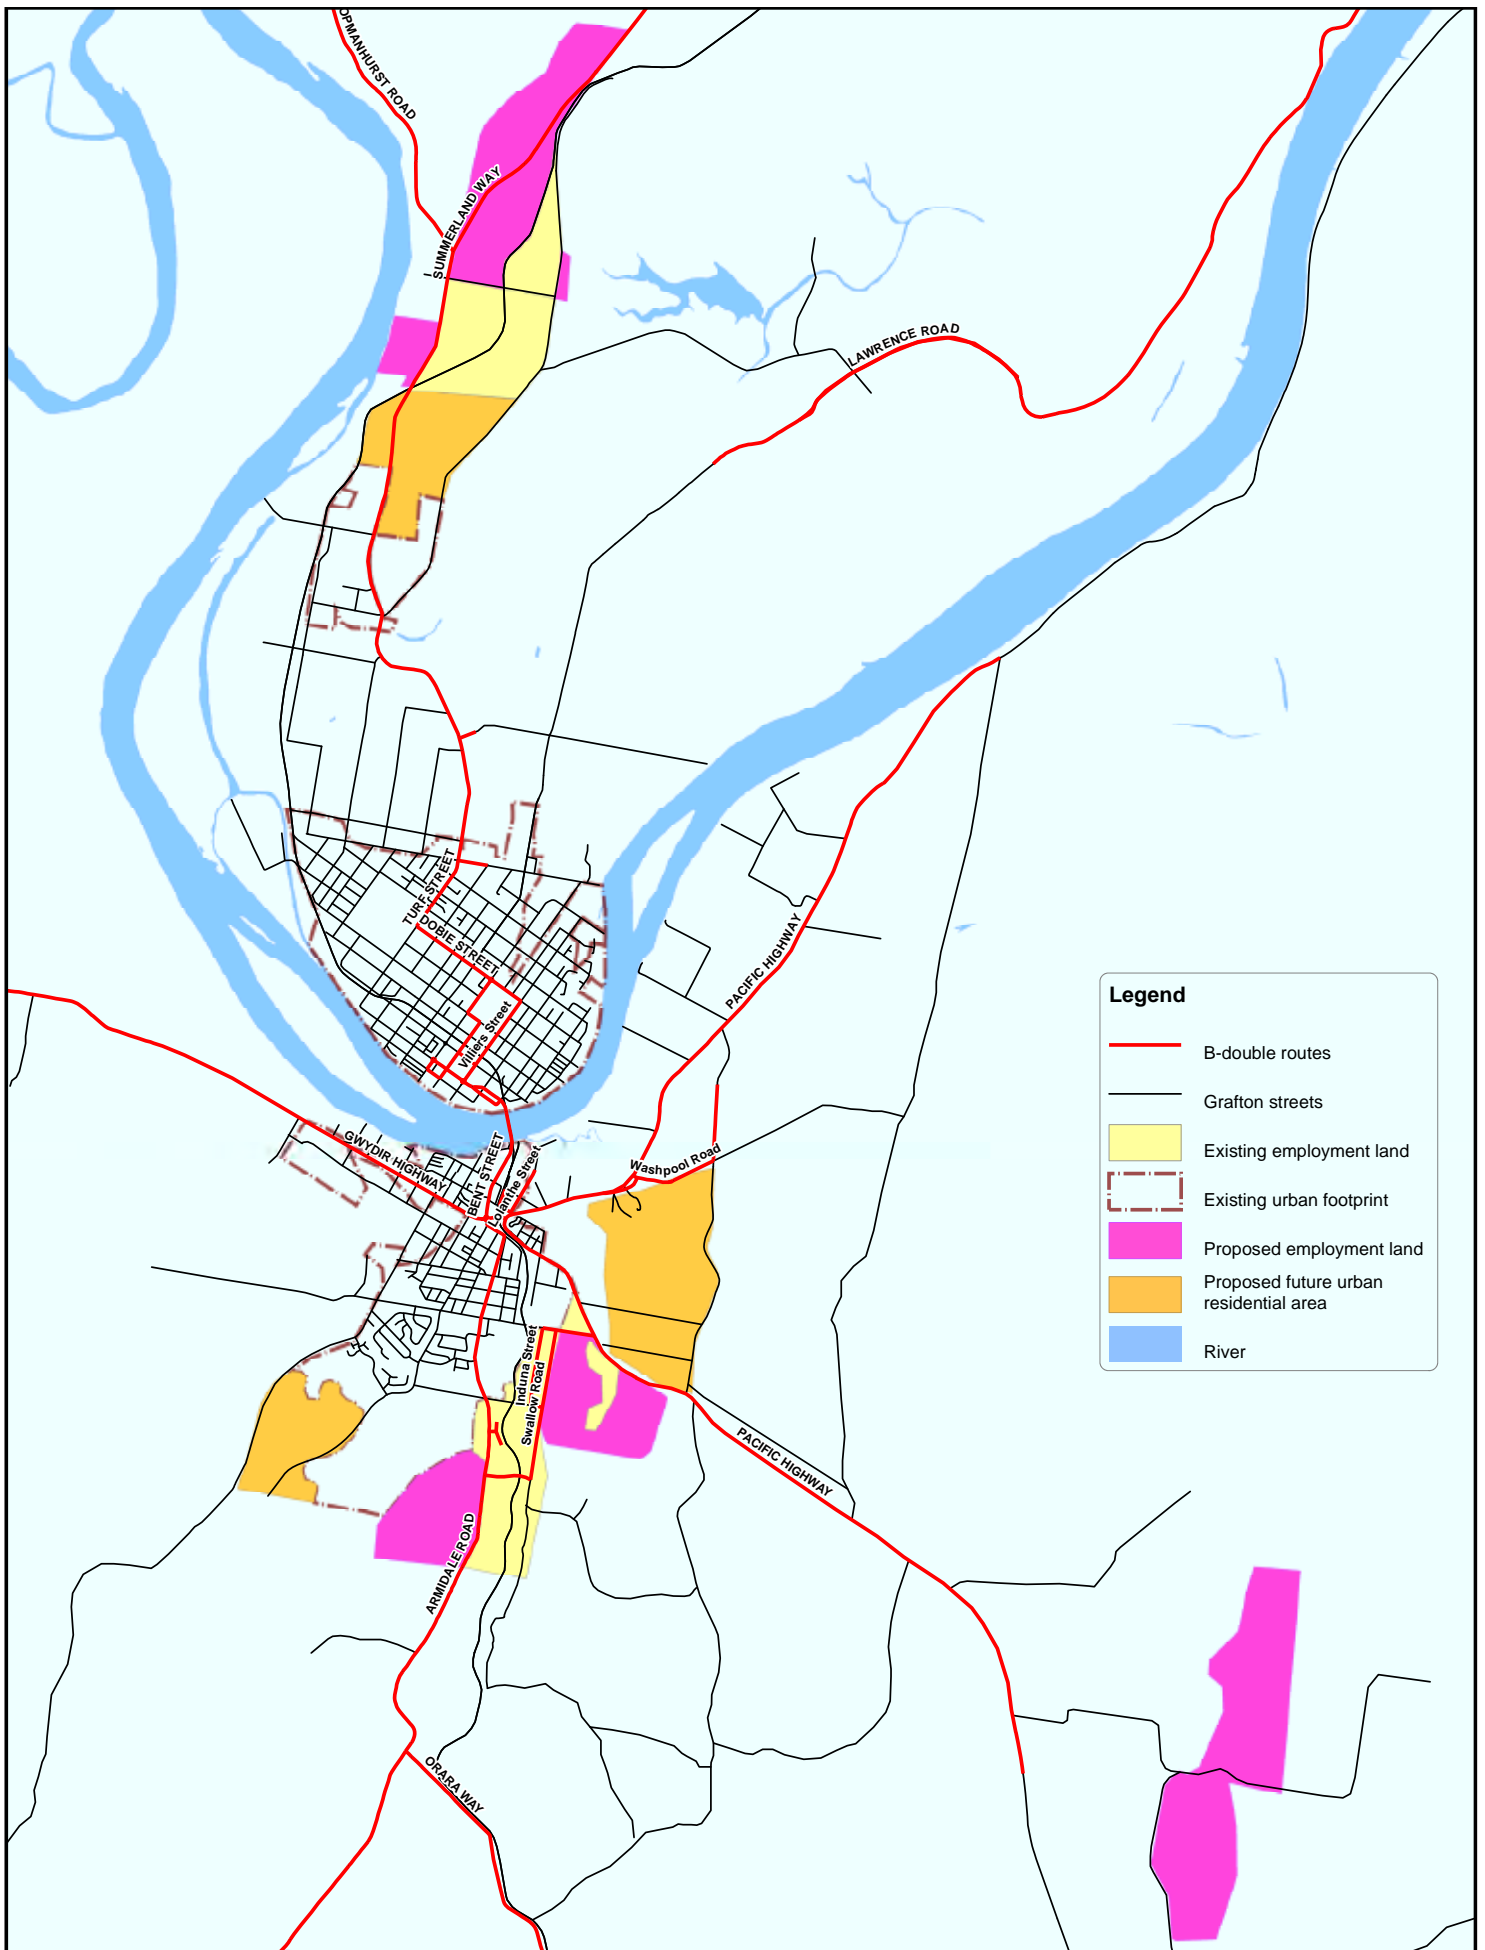 OPMANHURST ROAD
SUMMERLAND WAY
LAWRENCE ROAD
TURF STREET
DOBIE STREET
PACIFIC HIGHWAY
Villiers Street
Legend
B-double routes
Grafton streets
Existing employment land
Existing urban footprint
Proposed employment land
Proposed future urban
residential area
River
GWYDIR HIGHWAY
BENT STREET
Lolanthe Street
Washpool Road
Induna Street
Swallow Road
PACIFIC HIGHWAY
ARMIDALE ROAD
ORARA WAY